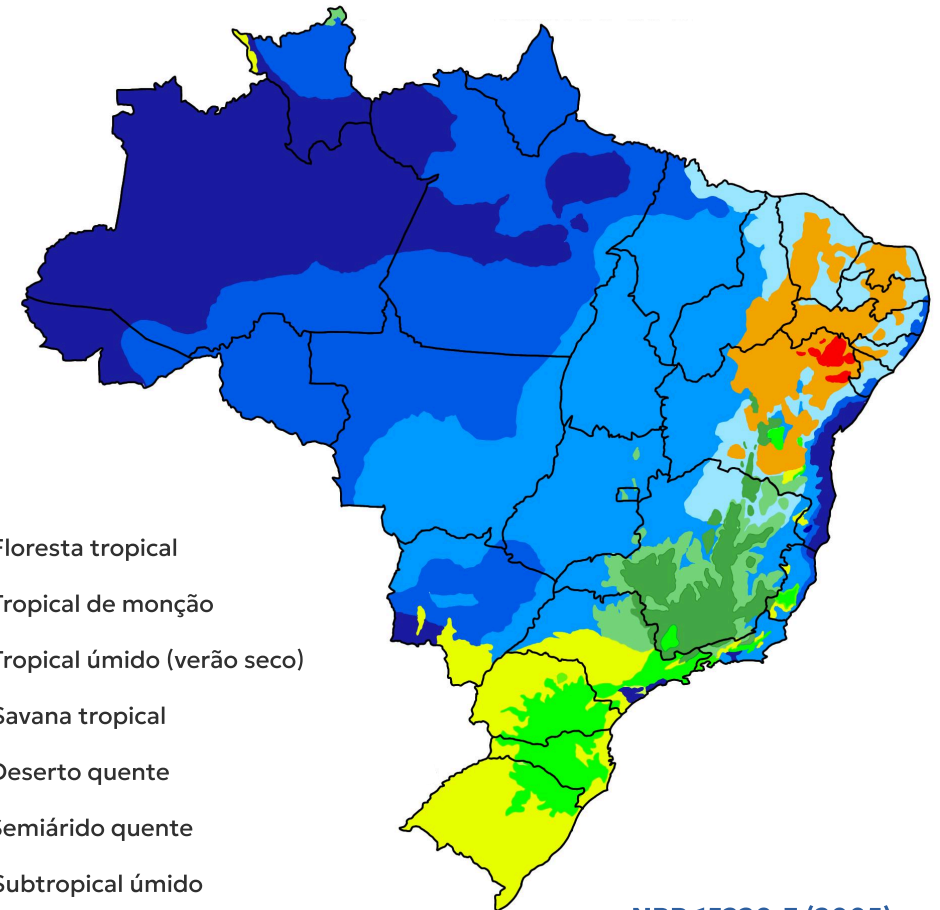 Floresta tropical
Tropical de monção
Tropical úmido (verão seco)
Savana tropical
Deserto quente
Semiárido quente
Subtropical úmido